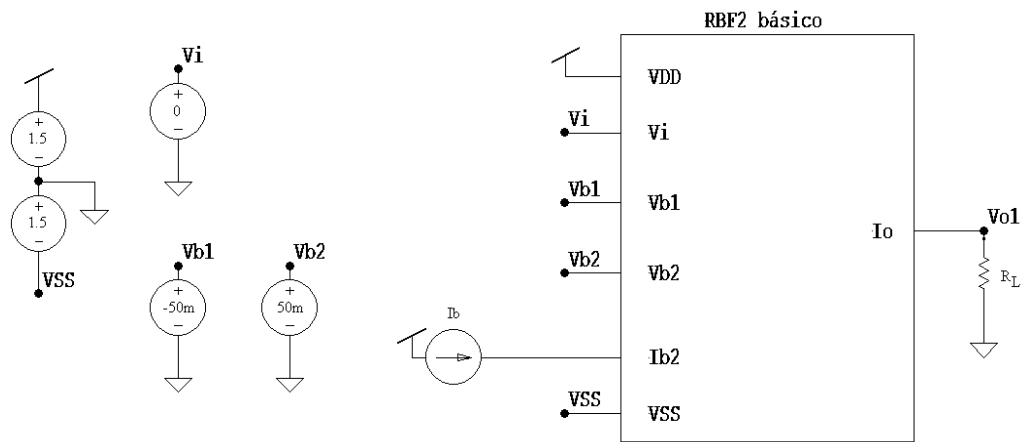 RBF2 básico
Vi
+
0
−
+
1.5
−
+
1.5
−
VSS
Vb1
+
-50m
−
Vb2
+
50m
−
VDD
Vi
Vi
Vb1
Vb1
Vb2
Vb2
Ib
Ib2
VSS
VSS
Io
Vo1
RL